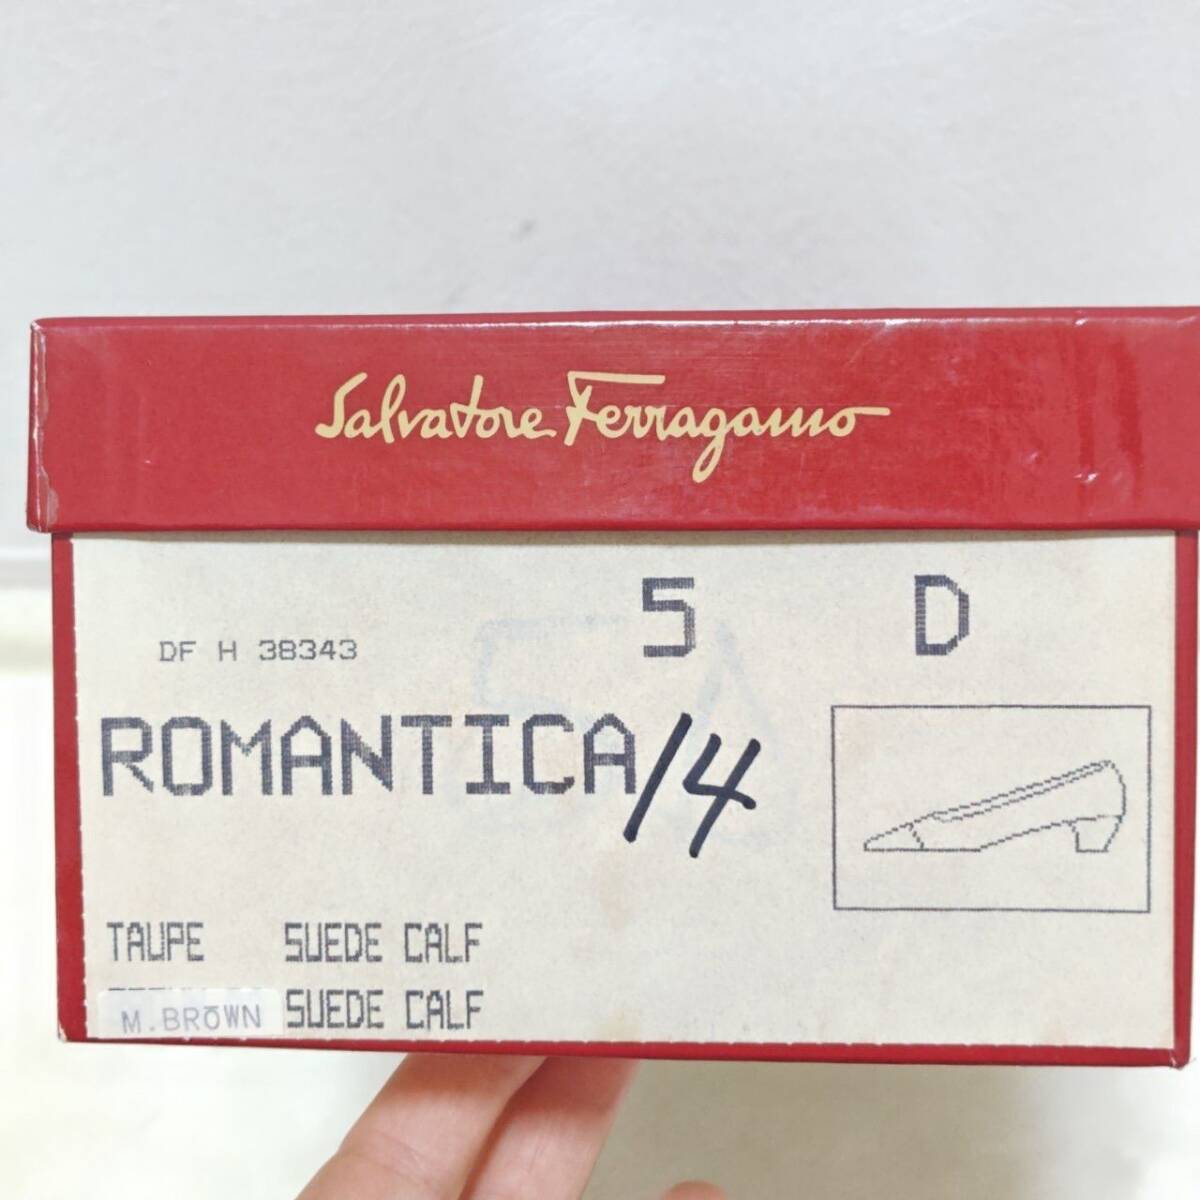 Salvatore Ferragamo
5 D
DF H 38343
ROMANTICA/4
TAUPE SUEDE CALF
M.BROWN SUEDE CALF